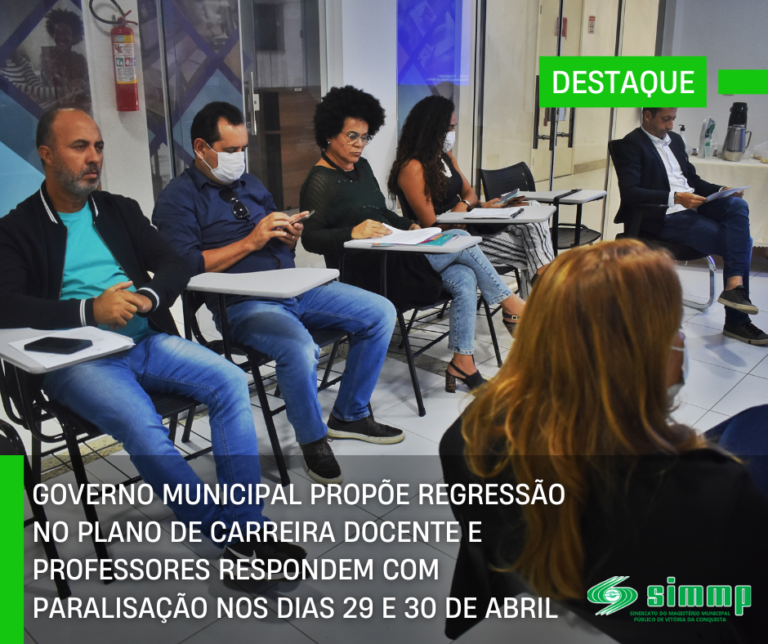 DESTAQUE
GOVERNO MUNICIPAL PROPÕE REGRESSÃO
NO PLANO DE CARREIRA DOCENTE E
PROFESSORES RESPONDEM COM
PARALISAÇÃO NOS DIAS 29 E 30 DE ABRIL
simmp
SINDICATO DO MAGISTÉRIO MUNICIPAL
PÚBLICO DE VITÓRIA DA CONQUISTA